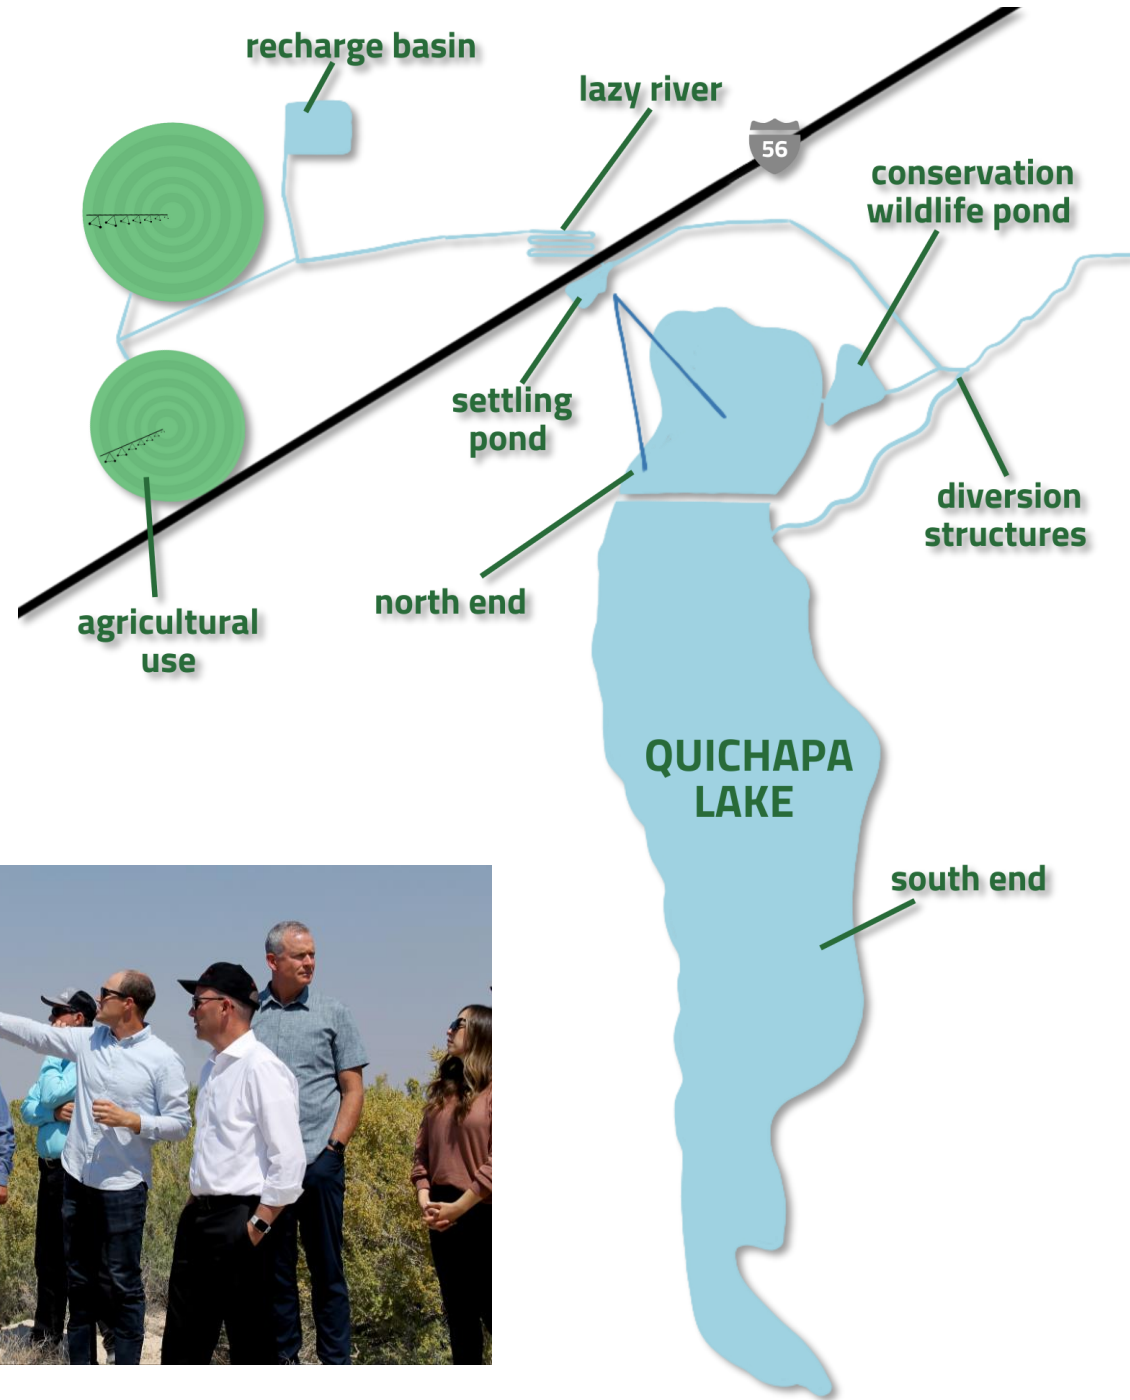 recharge basin
lazy river
56
conservation
wildlife pond
settling
pond
diversion
structures
north end
agricultural
use
QUICHAPA
LAKE
south end